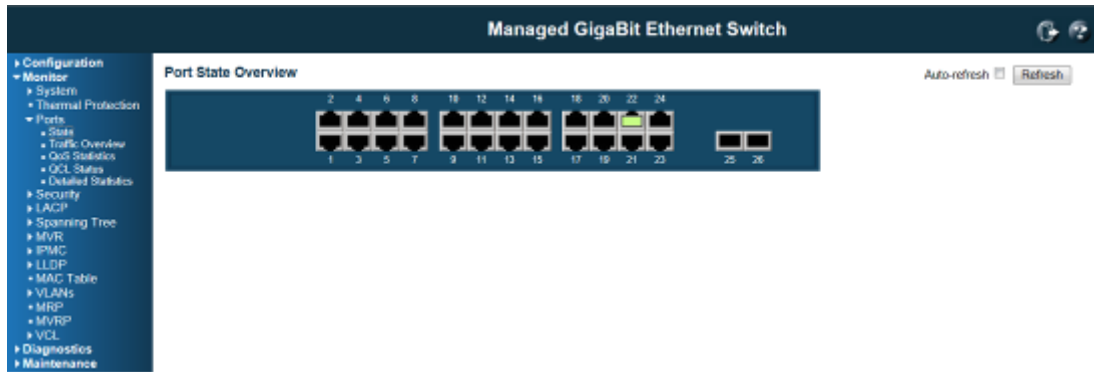 Managed GigaBit Ethernet Switch
Configuration
Monitor
System
Thermal Protection
Ports
State
Traffic Overview
QoS Statistics
QCL Status
Detailed Statistics
Security
LACP
Spanning Tree
MVR
IPMC
LLDP
MAC Table
VLANs
MRP
MVRP
VCL
Diagnostics
Maintenance
Port State Overview
Auto-refresh Refresh
2 4 6 8 10 12 14 16 18 20 22 24
1 3 5 7 9 11 13 15 17 19 21 23 25 26